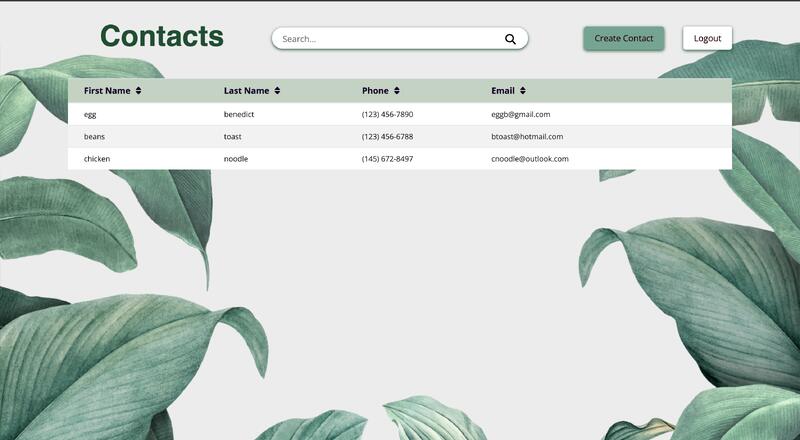 Contacts
Search...
Create Contact
Logout
First Name Last Name Phone Email
egg benedict (123) 456-7890 eggb@gmail.com
beans toast (123) 456-6788 btoast@hotmail.com
chicken noodle (145) 672-8497 cnoodle@outlook.com